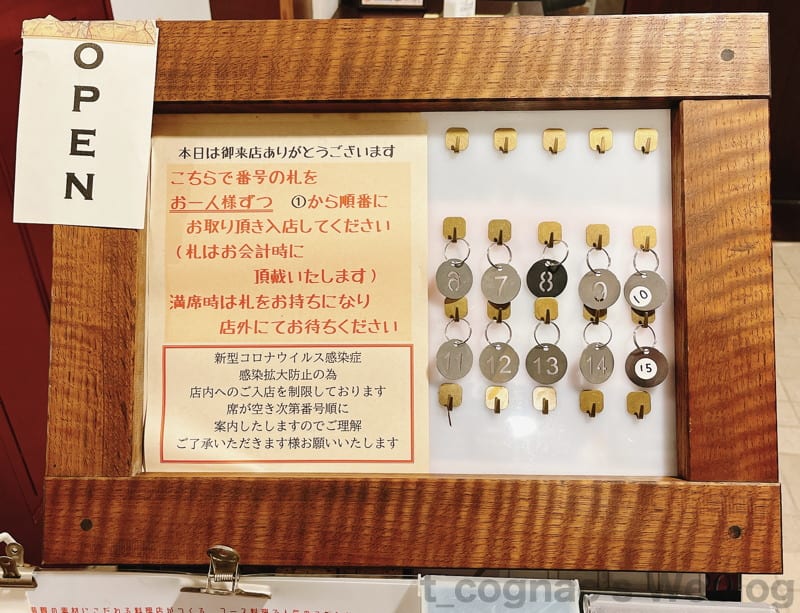 OPEN
本日は御来店ありがとうございます
こちらで番号の札を
お一人様ずつ ①から順番に
お取り頂き入店してください
(札はお会計時に
頂戴いたします)
満席時は札をお持ちになり
店外にてお待ちください
新型コロナウイルス感染症
感染拡大防止の為
店内へのご入店を制限しております
席が空き次第番号順に
案内したしますのでご理解
ご了承いただきます様お願いいたします
6 7 8 9 10
11 12 13 14 15
t_cognac's Weblog